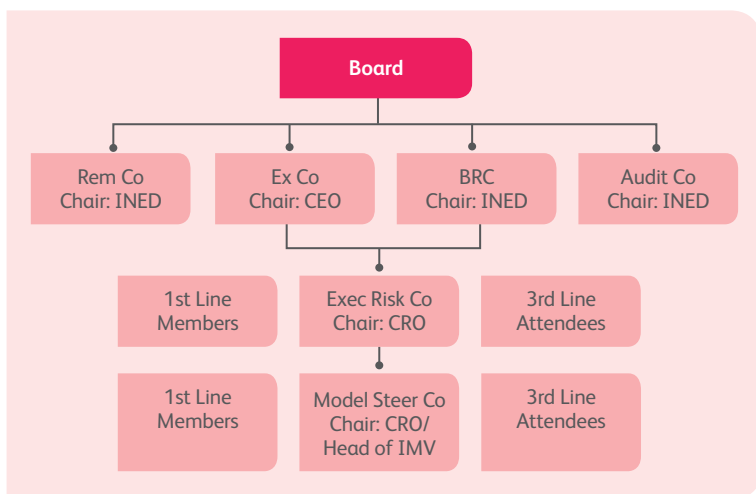 Board
Rem Co
Chair: INED
Ex Co
Chair: CEO
BRC
Chair: INED
Audit Co
Chair: INED
1st Line
Members
Exec Risk Co
Chair: CRO
3rd Line
Attendees
1st Line
Members
Model Steer Co
Chair: CRO/
Head of IMV
3rd Line
Attendees